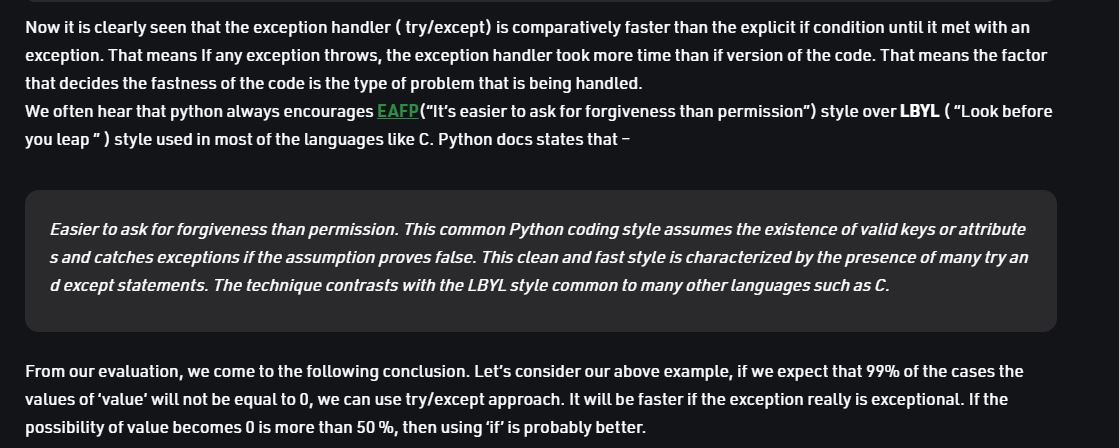 Now it is clearly seen that the exception handler ( try/except) is comparatively faster than the explicit if condition until it met with an
exception. That means If any exception throws, the exception handler took more time than if version of the code. That means the factor
that decides the fastness of the code is the type of problem that is being handled.
We often hear that python always encourages EAFP(“It’s easier to ask for forgiveness than permission”) style over LBYL ( “Look before
you leap ” ) style used in most of the languages like C. Python docs states that –
Easier to ask for forgiveness than permission. This common Python coding style assumes the existence of valid keys or attribute
s and catches exceptions if the assumption proves false. This clean and fast style is characterized by the presence of many try an
d except statements. The technique contrasts with the LBYL style common to many other languages such as C.
From our evaluation, we come to the following conclusion. Let’s consider our above example, if we expect that 99% of the cases the
values of ‘value’ will not be equal to 0, we can use try/except approach. It will be faster if the exception really is exceptional. If the
possibility of value becomes 0 is more than 50 %, then using ‘if’ is probably better.